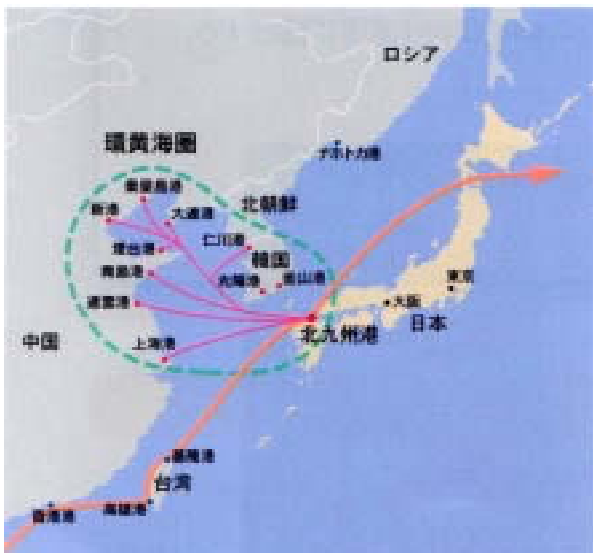 ロシア
環黄海圏
ナホトカ港
秦皇島港
新港
大連港
北朝鮮
仁川港
煙台港
韓国
青島港
光陽港
釜山港
連雲港
東京
大阪
北九州港
日本
中国
上海港
基隆港
台湾
高雄港
香港港